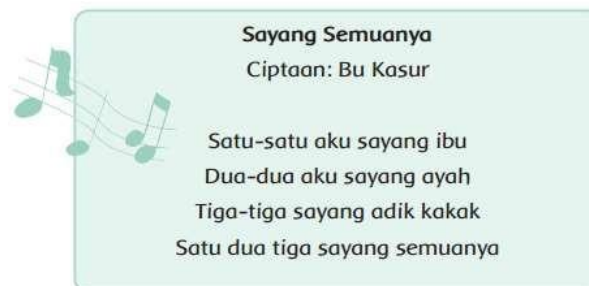 Sayang Semuanya
Ciptaan: Bu Kasur
Satu-satu aku sayang ibu
Dua-dua aku sayang ayah
Tiga-tiga sayang adik kakak
Satu dua tiga sayang semuanya